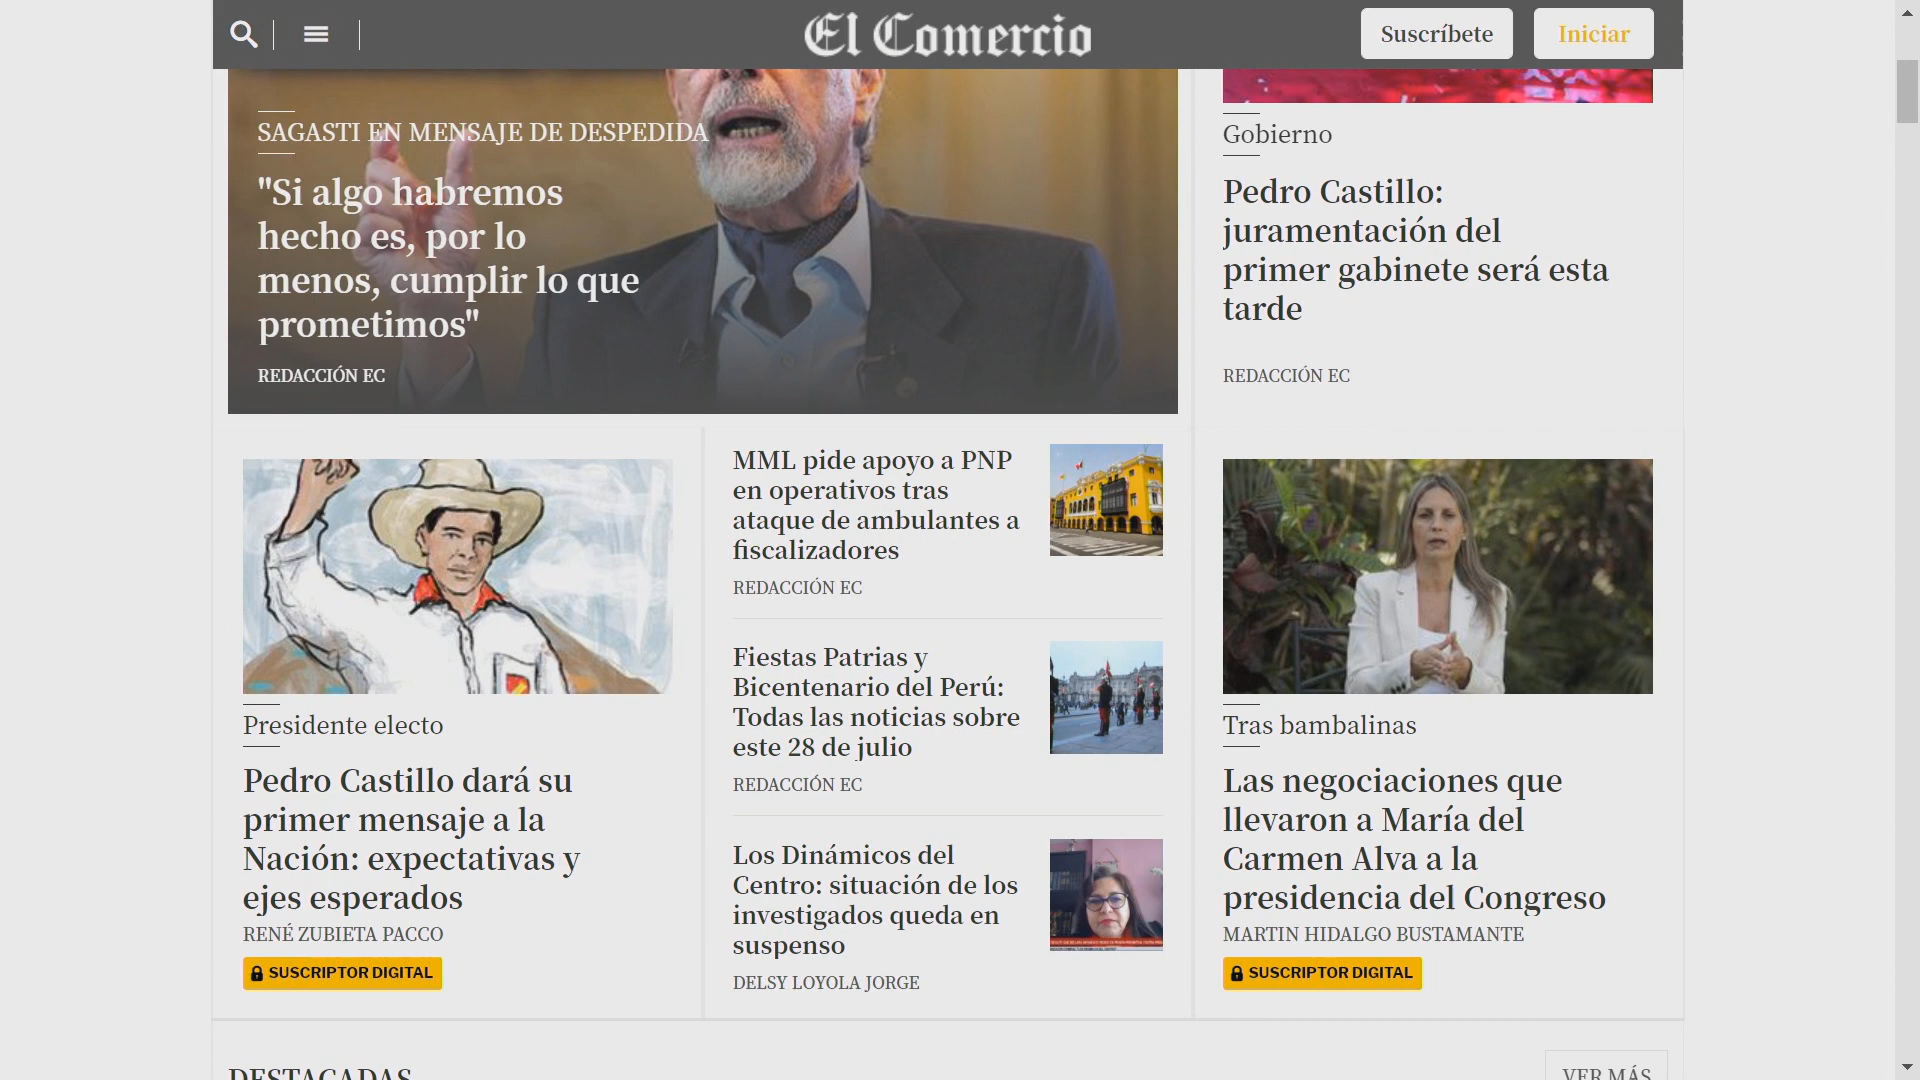 El Comercio
Suscríbete
Iniciar
SAGASTI EN MENSAJE DE DESPEDIDA
"Si algo habremos
hecho es, por lo
menos, cumplir lo que
prometimos"
REDACCIÓN EC
Gobierno
Pedro Castillo:
juramentación del
primer gabinete será esta
tarde
REDACCIÓN EC
Presidente electo
Pedro Castillo dará su
primer mensaje a la
Nación: expectativas y
ejes esperados
RENÉ ZUBIETA PACCO
SUSCRIPTOR DIGITAL
MML pide apoyo a PNP
en operativos tras
ataque de ambulantes a
fiscalizadores
REDACCIÓN EC
Fiestas Patrias y
Bicentenario del Perú:
Todas las noticias sobre
este 28 de julio
REDACCIÓN EC
Los Dinámicos del
Centro: situación de los
investigados queda en
suspenso
DELSY LOYOLA JORGE
Tras bambalinas
Las negociaciones que
llevaron a María del
Carmen Alva a la
presidencia del Congreso
MARTIN HIDALGO BUSTAMANTE
SUSCRIPTOR DIGITAL
DESTACADAS
VER MÁS